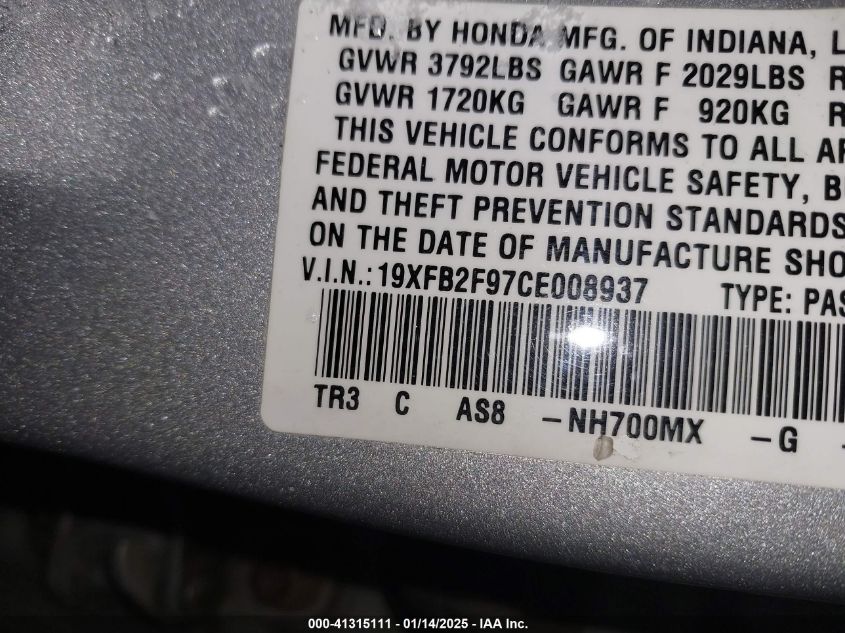 MFD. BY HONDA MFG. OF INDIANA, L
GVWR 3792LBS GAWR F 2029LBS R
GVWR 1720KG GAWR F 920KG R
THIS VEHICLE CONFORMS TO ALL AP
FEDERAL MOTOR VEHICLE SAFETY, B
AND THEFT PREVENTION STANDARDS
ON THE DATE OF MANUFACTURE SHO
V.I.N.: 19XFB2F97CE008937 TYPE: PAS
TR3 C AS8 -NH700MX -G -
000-41315111 - 01/14/2025 - IAA Inc.